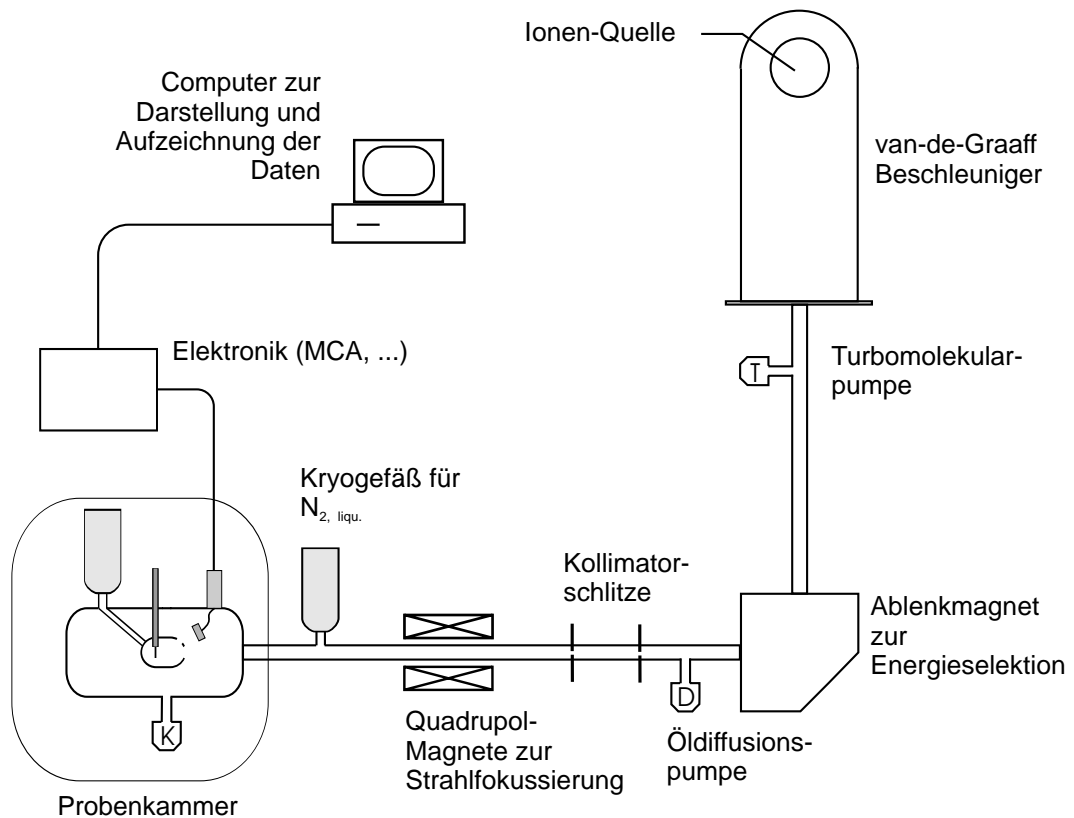 Ionen-Quelle
Computer zur
Darstellung und
Aufzeichnung der
Daten
van-de-Graaff
Beschleuniger
Elektronik (MCA, ...)
T
Turbomolekular-
pumpe
Kryogefäß für
N2, liqu.
Kollimator-
schlitze
Ablenkmagnet
zur
Energieselektion
K
D
Quadrupol-
Magnete zur
Strahlfokussierung
Öldiffusions-
pumpe
Probenkammer